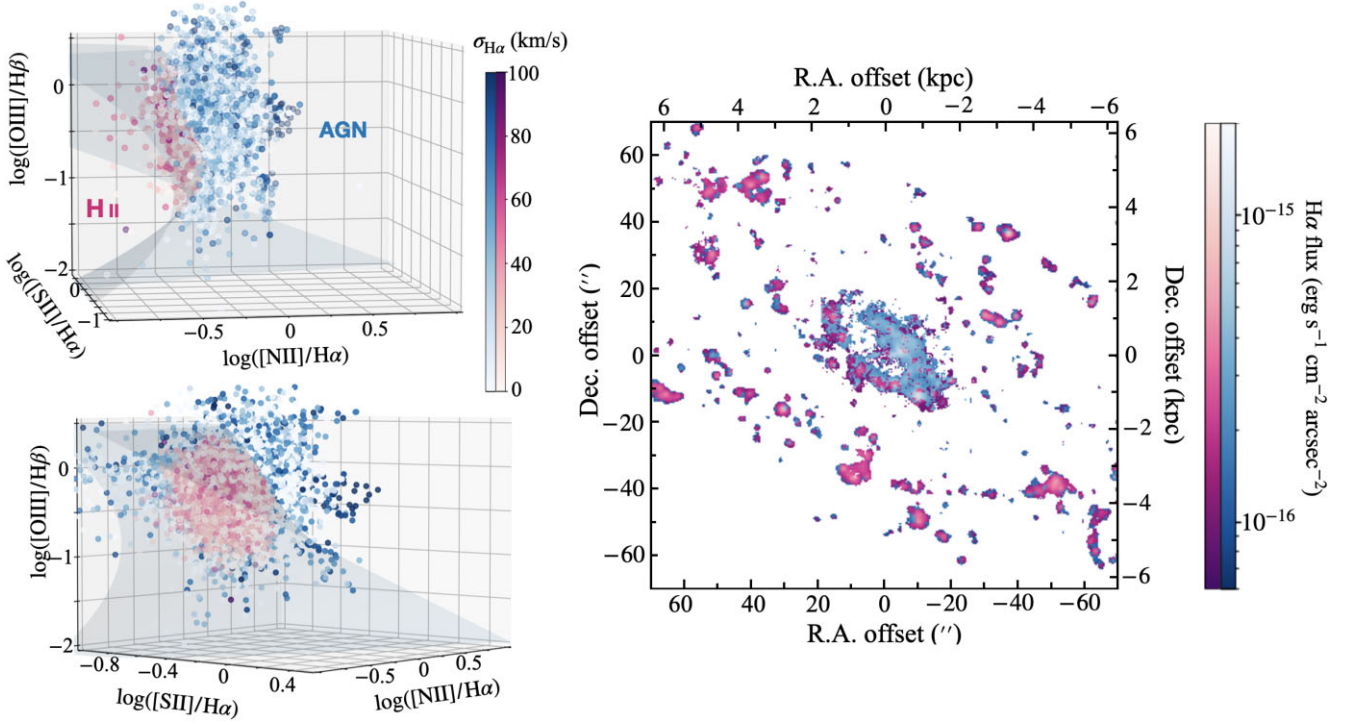 σHα (km/s)
100
80
60
40
20
0
log([OIII]/Hβ)
0
−1
−2
AGN
H II
0
−1
log([SII]/Hα)
−0.5
0
0.5
log([NII]/Hα)
log([OIII]/Hβ)
0
−1
−2
−0.8
−0.4
0
0.4
log([SII]/Hα)
−0.5
0
0.5
log([NII]/Hα)
R.A. offset (kpc)
6 4 2 0 −2 −4 −6
60
40
20
0
−20
−40
−60
Dec. offset (′′)
6
4
2
0
−2
−4
−6
Dec. offset (kpc)
60 40 20 0 −20 −40 −60
R.A. offset (′′)
10−15
10−16
Hα flux (erg s−1 cm−2 arcsec−2)